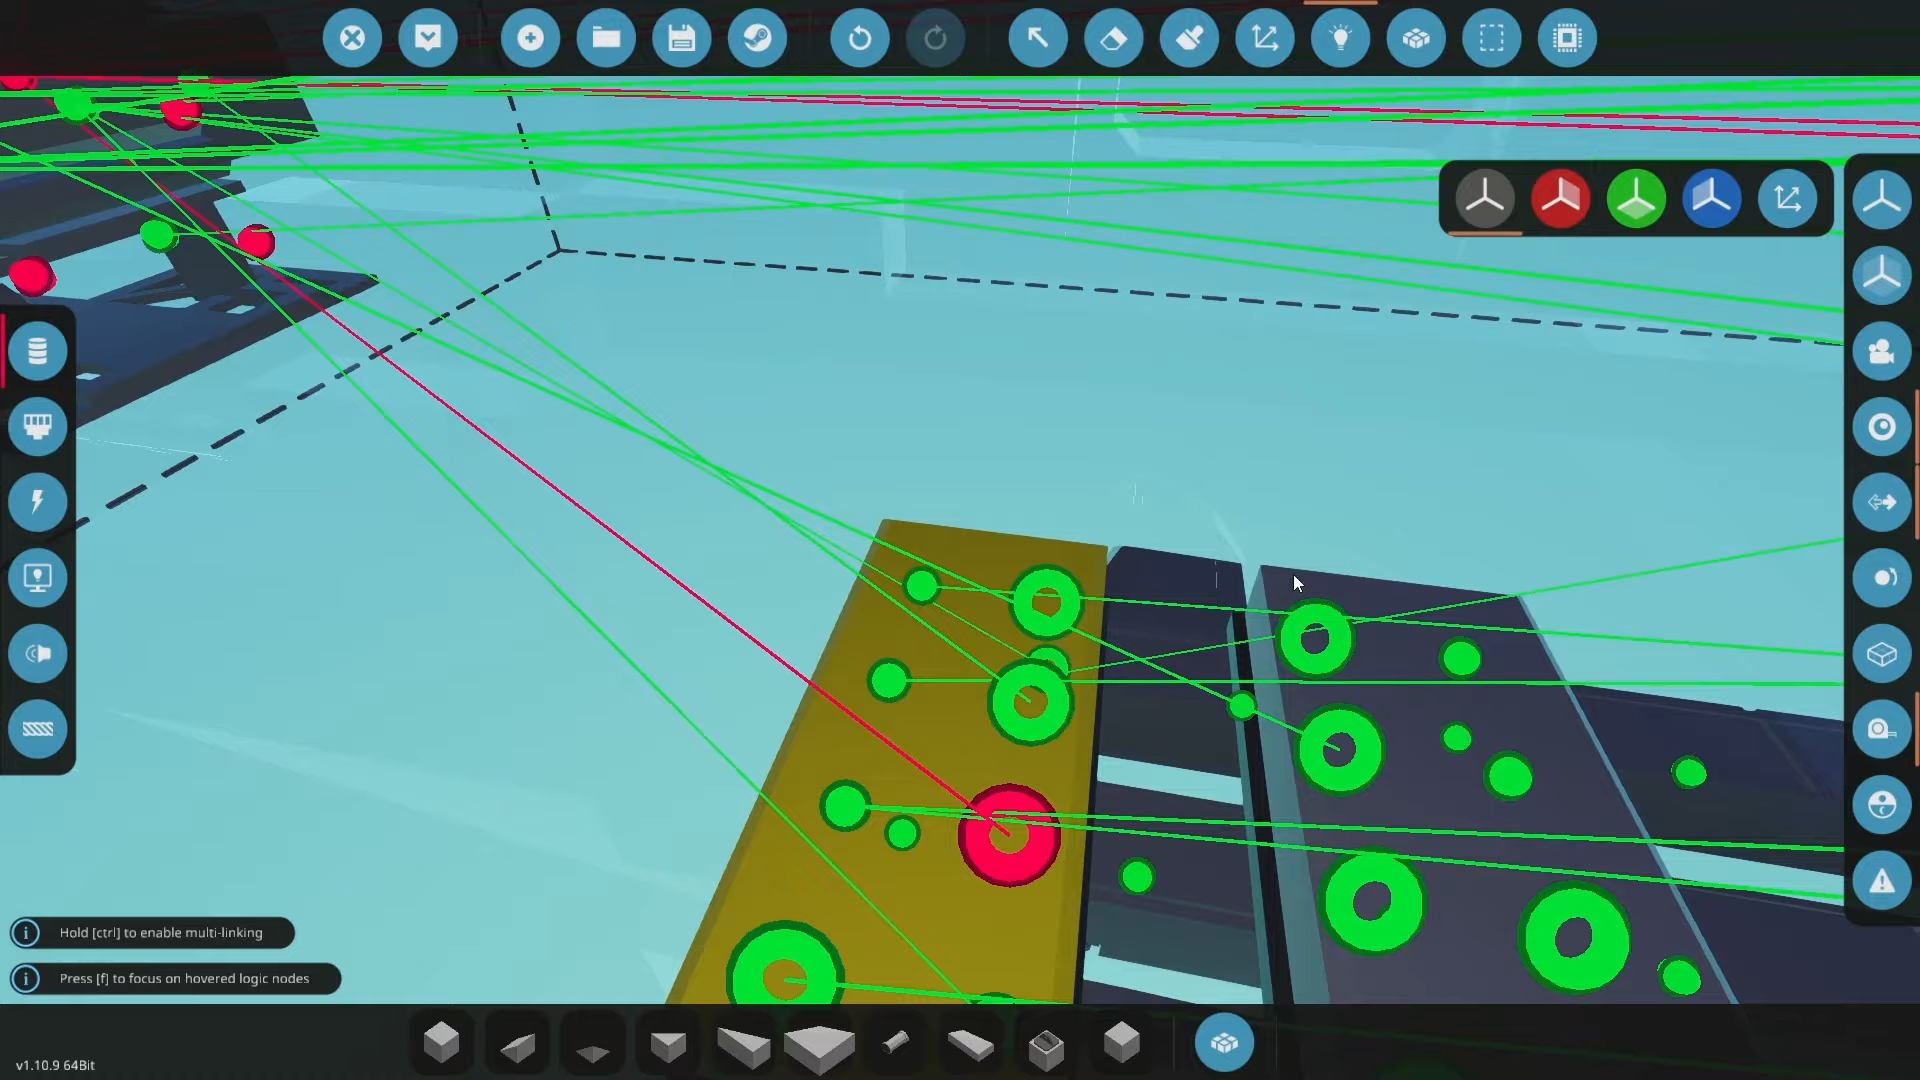 Hold [ctrl] to enable multi-linking
Press [f] to focus on hovered logic nodes
v1.10.9 64Bit